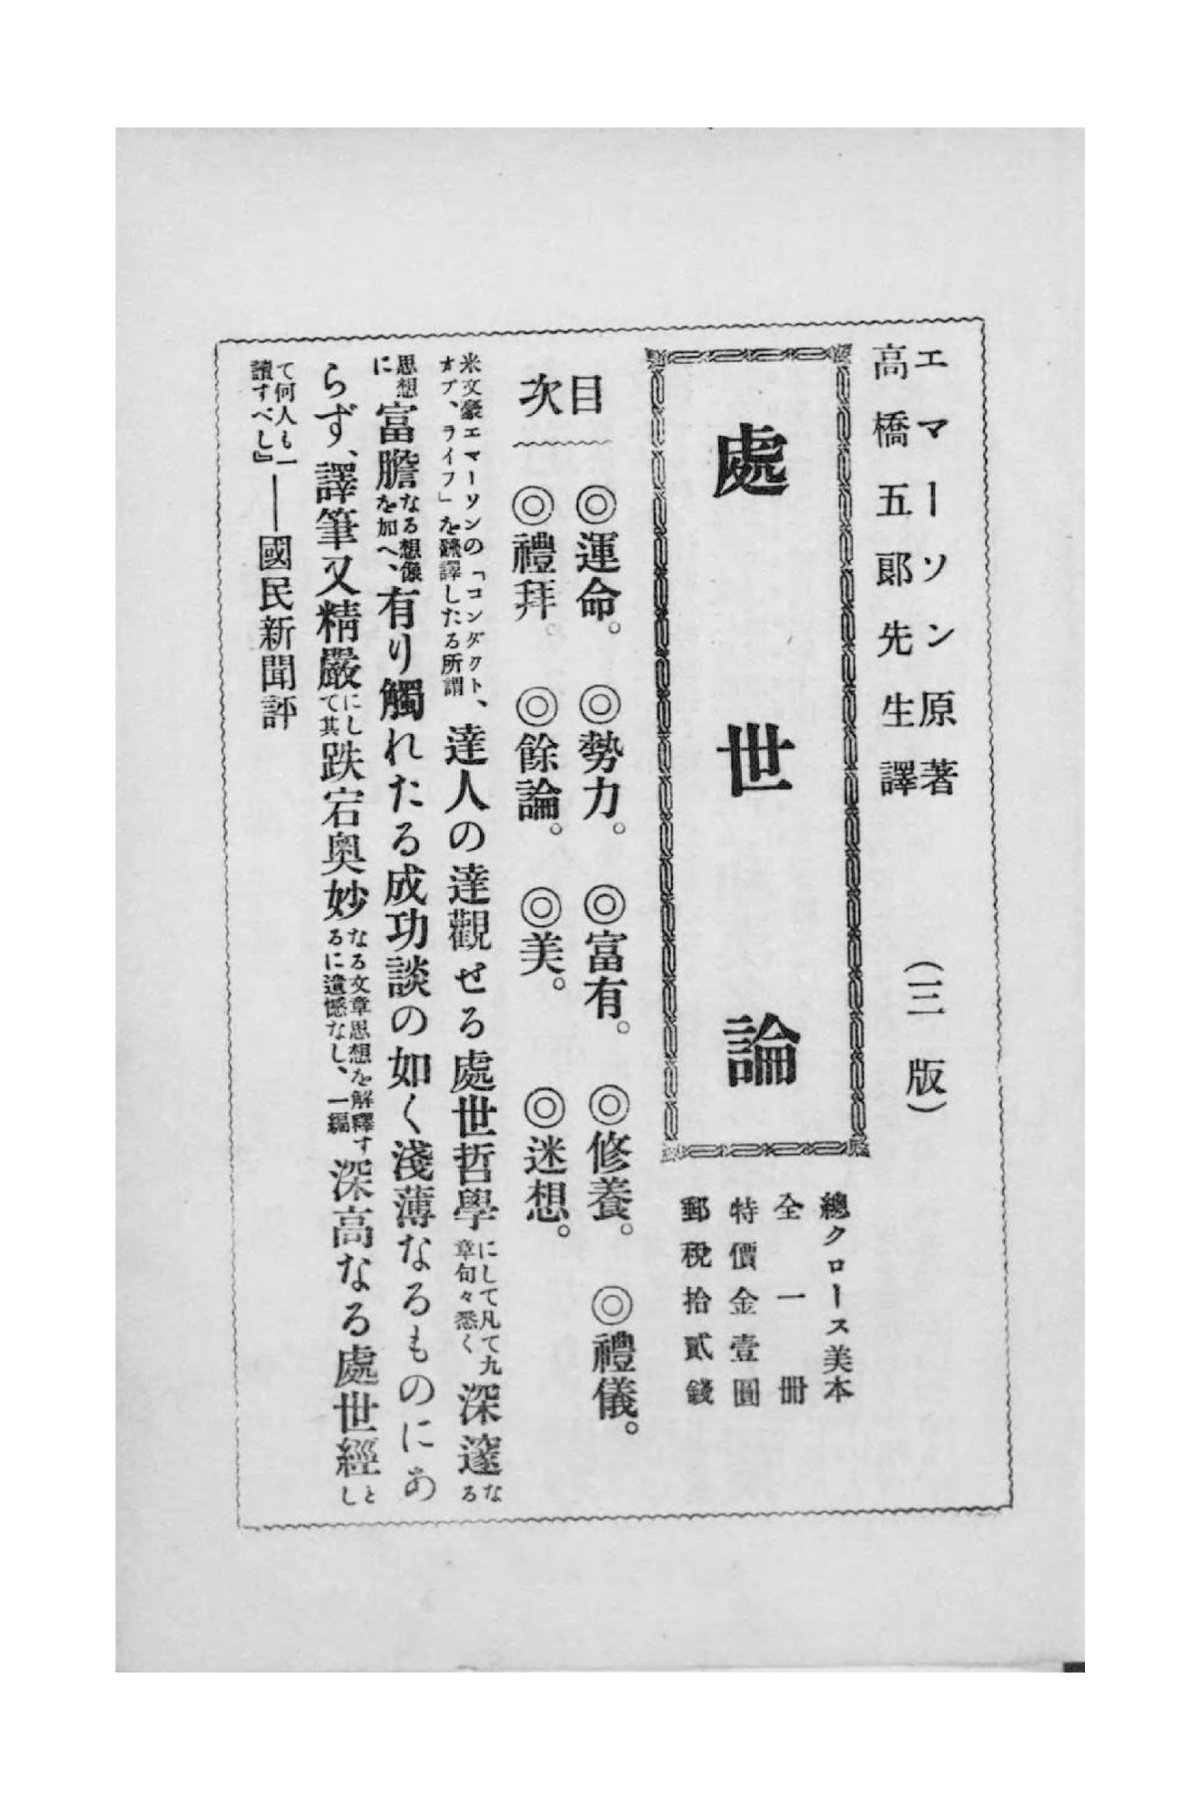 エマーソン原著
高橋五郎先生譯
（三版）
處世論
總クロース美本
全一冊
特價金壹圓
郵税拾貳錢
目次
◎運命。◎勢力。◎富有。◎修養。◎禮儀。
◎禮拜。◎餘論。◎美。◎迷想。
米文豪エマーソンの「コンダクト、オブ、ライフ」を飜譯したる所謂、達人の達觀せる處世哲學にして凡て九章句々悉く深邃なる
思想に富膽なる想像を加へ、有り觸れたる成功談の如く淺薄なるものにあ
らず、譯筆又精嚴にして其跌宕奥妙なる文章思想を解釋するに遺憾なし、一編深高なる處世經とし
て何人も一讀すべし』――國民新聞評